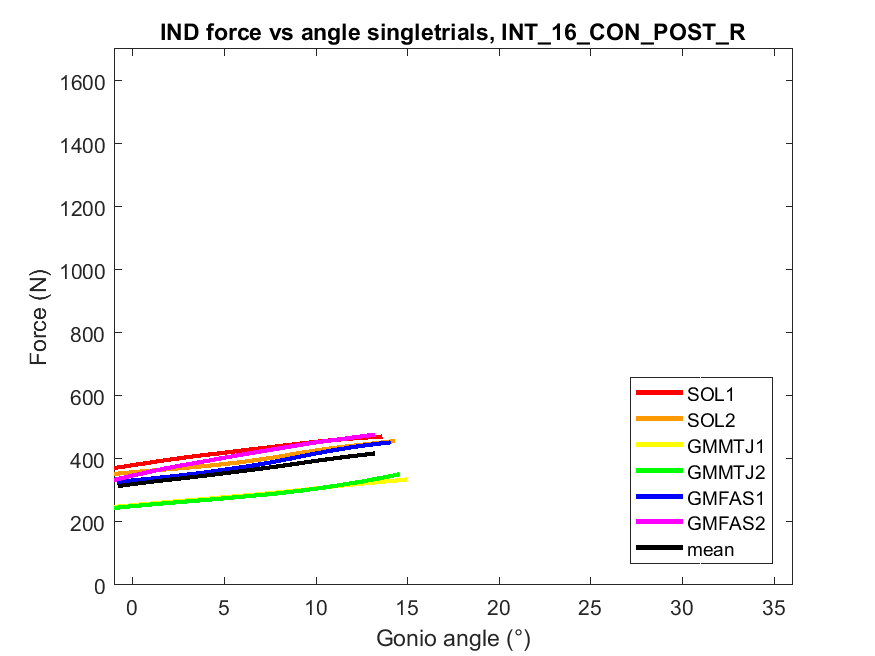 IND force vs angle singletrials, INT_16_CON_POST_R
1600
1400
1200
1000
800
600
400
200
0
Force (N)
0 5 10 15 20 25 30 35
Gonio angle (°)
SOL1
SOL2
GMMTJ1
GMMTJ2
GMFAS1
GMFAS2
mean